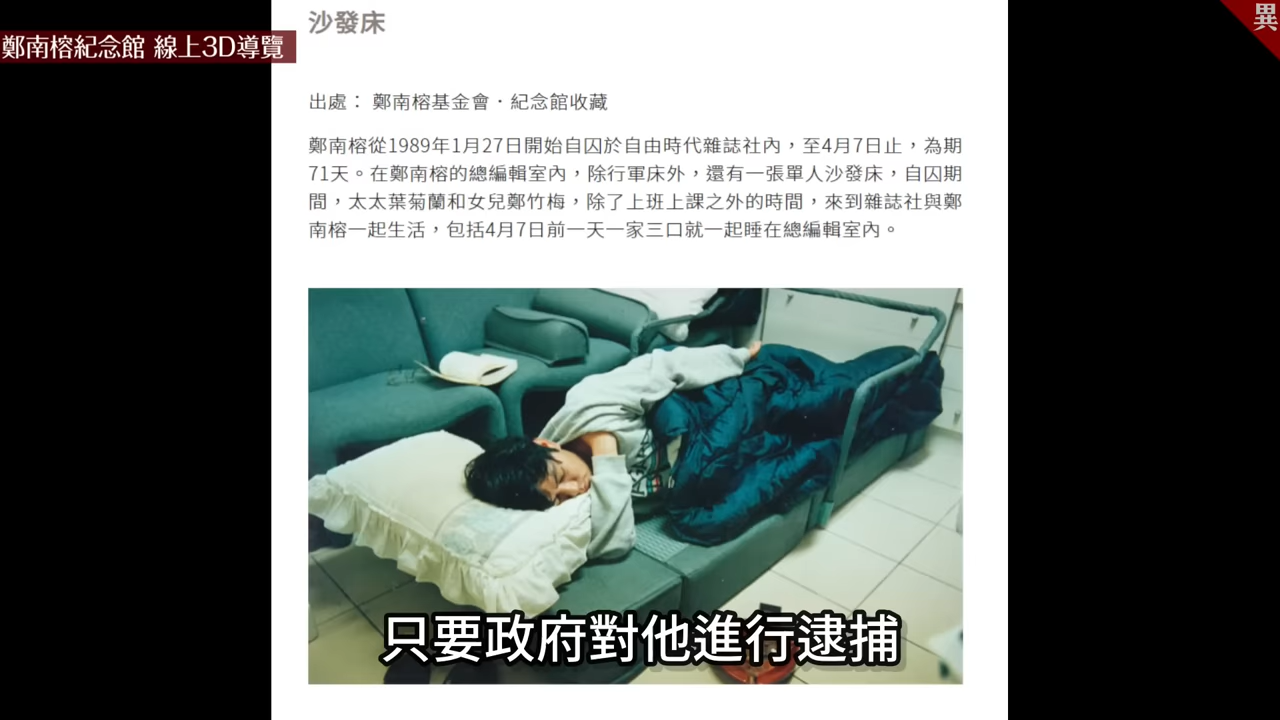 沙發床
異
鄭南榕紀念館 線上3D導覽
出處： 鄭南榕基金會．紀念館收藏
鄭南榕從1989年1月27日開始自囚於自由時代雜誌社內，至4月7日止，為期
71天。在鄭南榕的總編輯室內，除行軍床外，還有一張單人沙發床，自囚期
間，太太葉菊蘭和女兒鄭竹梅，除了上班上課之外的時間，來到雜誌社與鄭
南榕一起生活，包括4月7日前一天一家三口就一起睡在總編輯室內。
只要政府對他進行逮捕